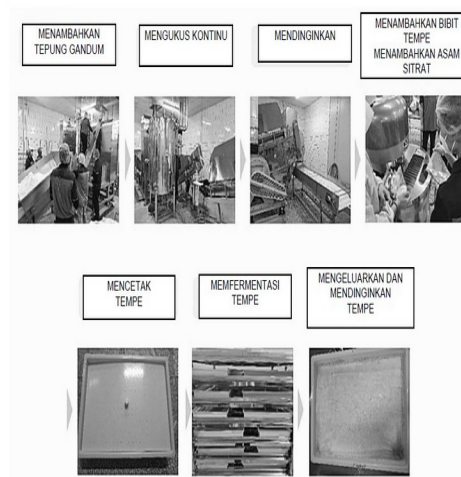 MENAMBAHKAN
TEPUNG GANDUM
MENGUKUS KONTINU
MENDINGINKAN
MENAMBAHKAN BIBIT
TEMPE
MENAMBAHKAN ASAM
SITRAT
MENCETAK
TEMPE
MEMFERMENTASI
TEMPE
MENGELUARKAN DAN
MENDINGINKAN
TEMPE